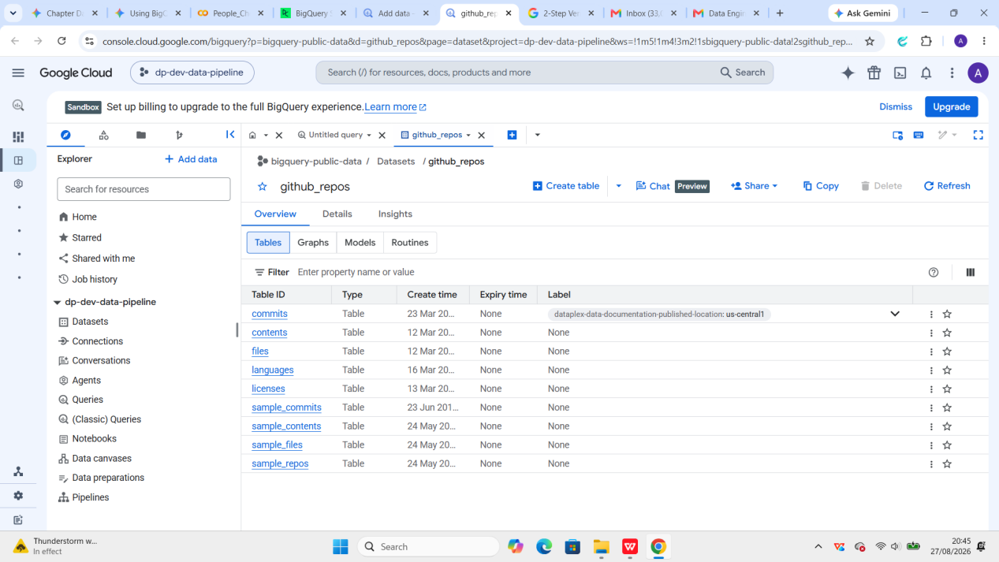 Chapter Da
Using BigC
People_Ch
BigQuery S
Add data –
github_rep
2-Step Ver
Inbox (33,
Data Engin
Ask Gemini
console.cloud.google.com/bigquery?p=bigquery-public-data&d=github_repos&page=dataset&project=dp-dev-data-pipeline&ws=!1m5!1m4!3m2!1sbigquery-public-data!2sgithub_rep...
A
Google Cloud
dp-dev-data-pipeline
Search (/) for resources, docs, products and more
Search
A
Sandbox Set up billing to upgrade to the full BigQuery experience. Learn more
Dismiss
Upgrade
Untitled query
github_repos
Explorer
+ Add data
Search for resources
Home
Starred
Shared with me
Job history
dp-dev-data-pipeline
Datasets
Connections
Conversations
Agents
Queries
(Classic) Queries
Notebooks
Data canvases
Data preparations
Pipelines
bigquery-public-data / Datasets / github_repos
github_repos
Create table
Chat Preview
Share
Copy
Delete
Refresh
Overview Details Insights
Tables Graphs Models Routines
Filter Enter property name or value
Table ID Type Create time Expiry time Label
commits Table 23 Mar 20... None dataplex-data-documentation-published-location: us-central1
contents Table 12 Mar 20... None None
files Table 12 Mar 20... None None
languages Table 16 Mar 20... None None
licenses Table 13 Mar 20... None None
sample_commits Table 23 Jun 201... None None
sample_contents Table 24 May 20... None None
sample_files Table 24 May 20... None None
sample_repos Table 24 May 20... None None
Thunderstorm w...
In effect
Search
20:45
27/08/2026